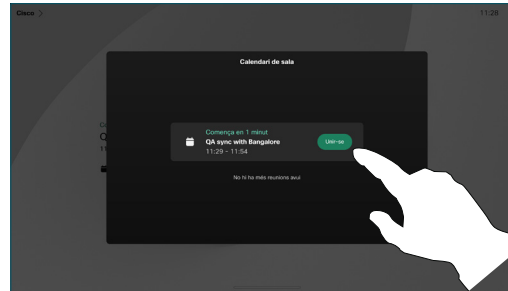 Cisco
11:28
Calendari de sala
Comença en 1 minut
QA sync with Bangalore
11:29 – 11:54
Unir-se
No hi ha més reunions avui